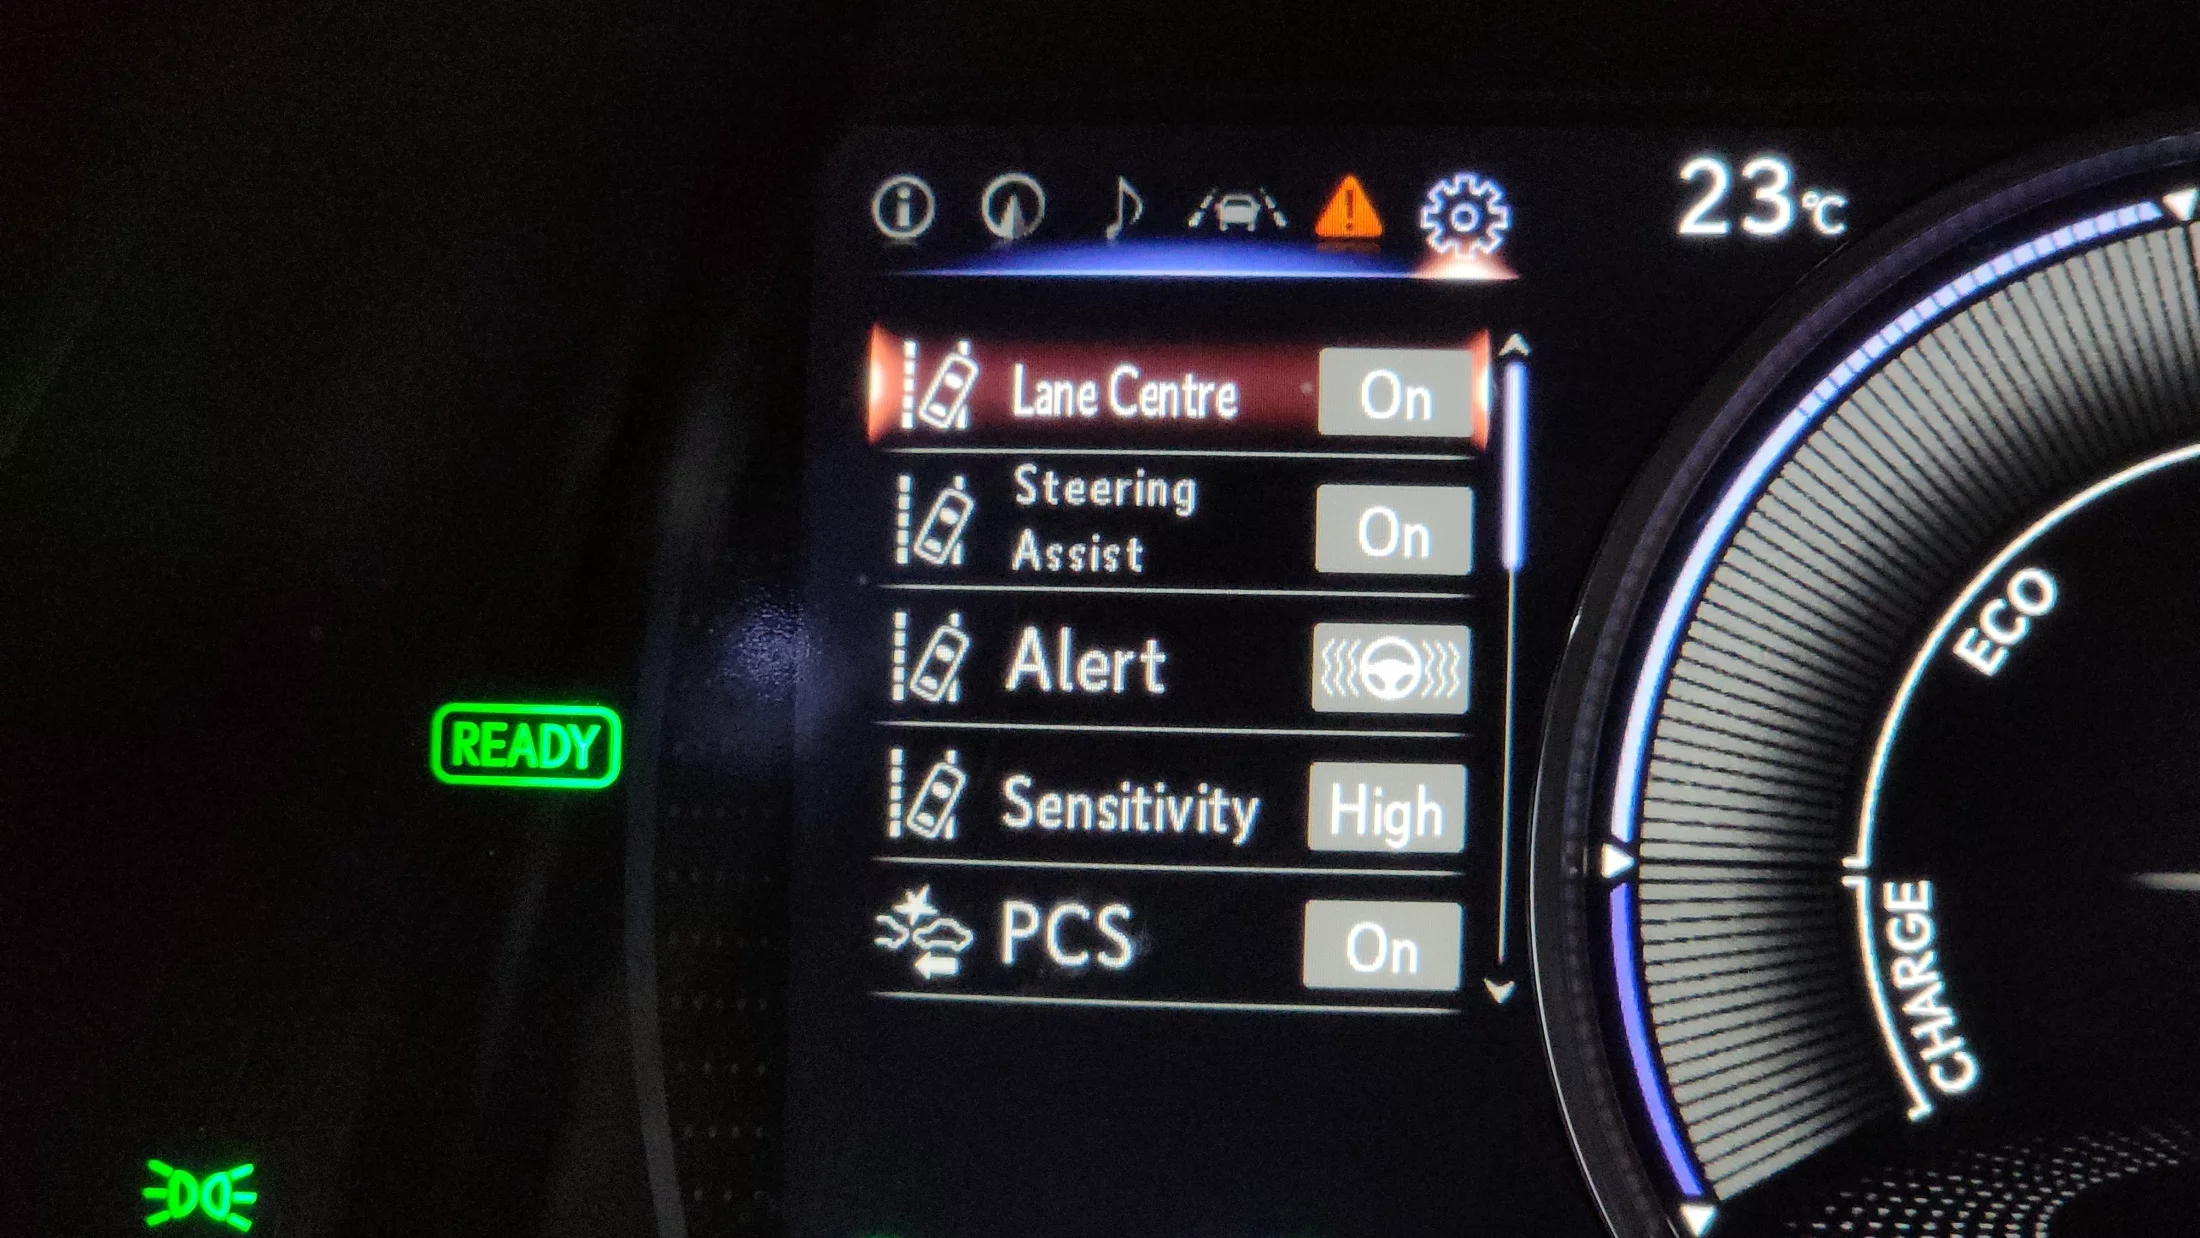 23°C
Lane Centre On
Steering
Assist On
Alert
Sensitivity High
PCS On
READY
ECO
CHARGE